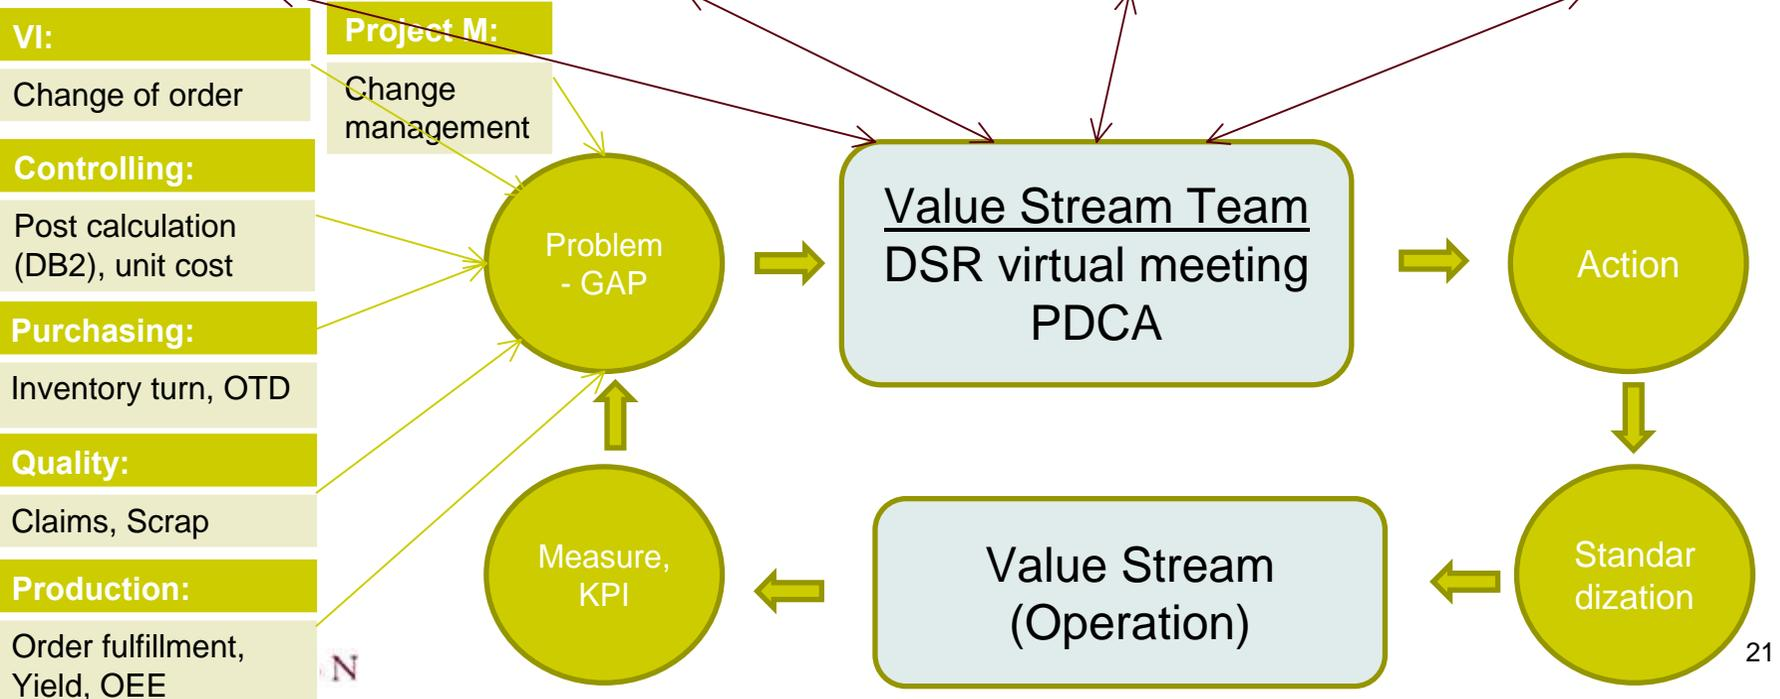 VI:
Change of order
Project M:
Change
management
Controlling:
Post calculation
(DB2), unit cost
Purchasing:
Inventory turn, OTD
Quality:
Claims, Scrap
Production:
Order fulfillment,
Yield, OEE
Problem
- GAP
Value Stream Team
DSR virtual meeting
PDCA
Action
Measure,
KPI
Value Stream
(Operation)
Standar
dization
N
21